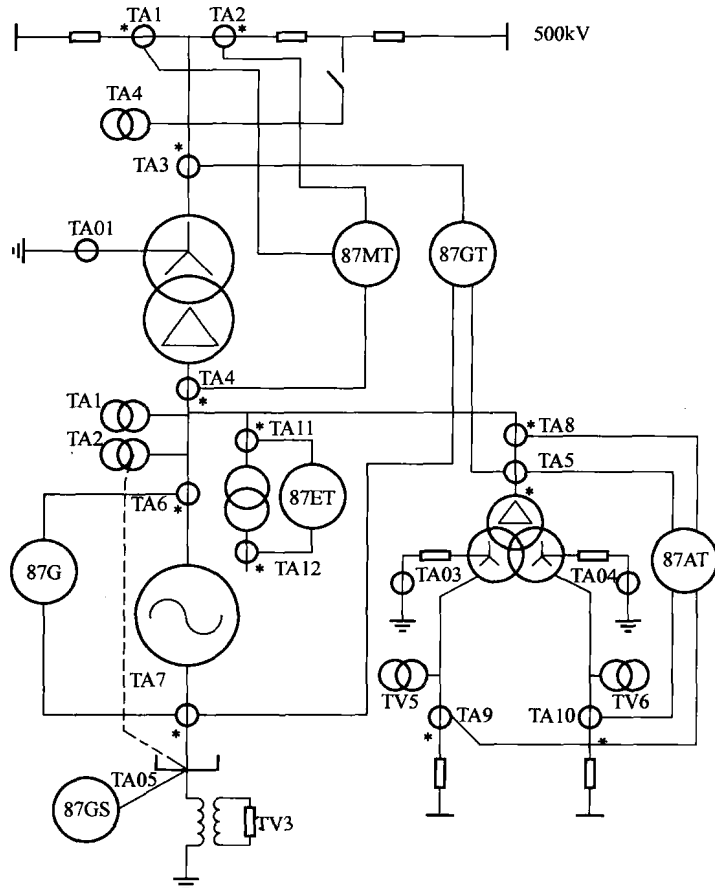 TA1 TA2 500kV
TA4
TA3
TA01 87MT 87GT
TA4
TA1
TA2 TA11 TA8
TA5
TA6 87ET
87G TA12 TA03 TA04 87AT
TA7
TV5 TV6
TA9 TA10
TA05
87GS TV3